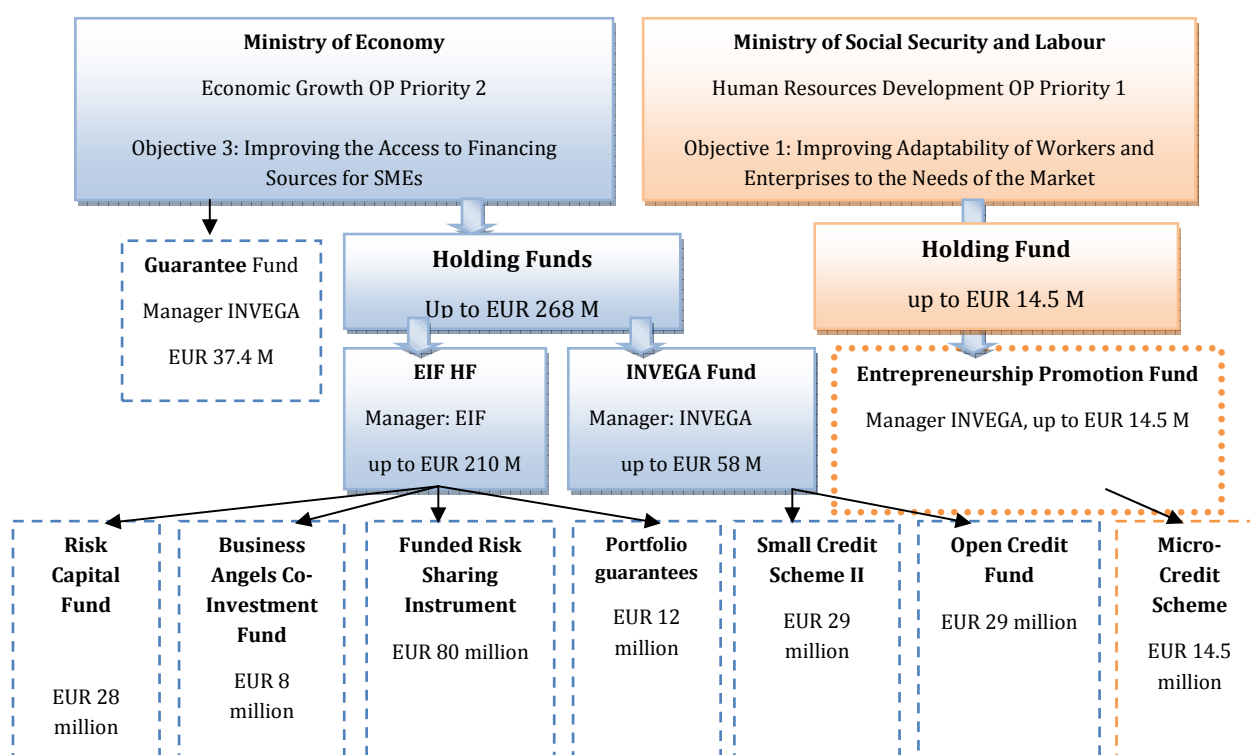 Ministry of Economy
Economic Growth OP Priority 2
Objective 3: Improving the Access to Financing
Sources for SMEs
Ministry of Social Security and Labour
Human Resources Development OP Priority 1
Objective 1: Improving Adaptability of Workers and
Enterprises to the Needs of the Market
Guarantee Fund
Manager INVEGA
EUR 37.4 M
Holding Funds
Up to EUR 268 M
Holding Fund
up to EUR 14.5 M
EIF HF
Manager: EIF
up to EUR 210 M
INVEGA Fund
Manager: INVEGA
up to EUR 58 M
Entrepreneurship Promotion Fund
Manager INVEGA, up to EUR 14.5 M
Risk
Capital
Fund
EUR 28
million
Business
Angels Co-
Investment
Fund
EUR 8
million
Funded Risk
Sharing
Instrument
EUR 80 million
Portfolio
guarantees
EUR 12
million
Small Credit
Scheme II
EUR 29
million
Open Credit
Fund
EUR 29 million
Micro-
Credit
Scheme
EUR 14.5
million